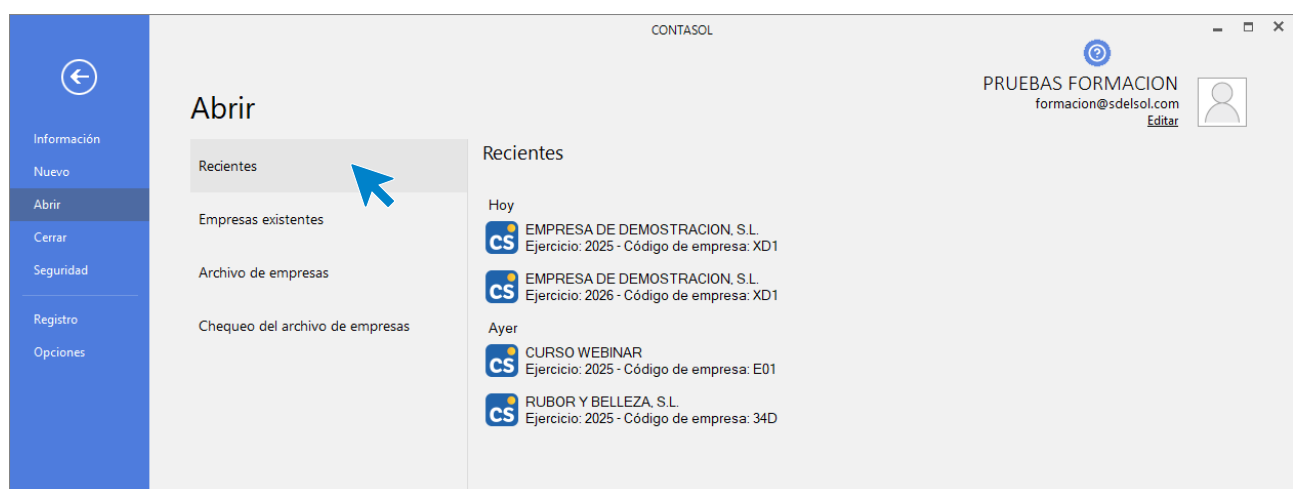 CONTASOL
PRUEBAS FORMACION
formacion@sdelsol.com
Editar
Información
Nuevo
Abrir
Cerrar
Seguridad
Registro
Opciones
Abrir
Recientes
Empresas existentes
Archivo de empresas
Chequeo del archivo de empresas
Recientes
Hoy
CS
EMPRESA DE DEMOSTRACION, S.L.
Ejercicio: 2025 - Código de empresa: XD1
CS
EMPRESA DE DEMOSTRACION, S.L.
Ejercicio: 2026 - Código de empresa: XD1
Ayer
CS
CURSO WEBINAR
Ejercicio: 2025 - Código de empresa: E01
CS
RUBOR Y BELLEZA, S.L.
Ejercicio: 2025 - Código de empresa: 34D